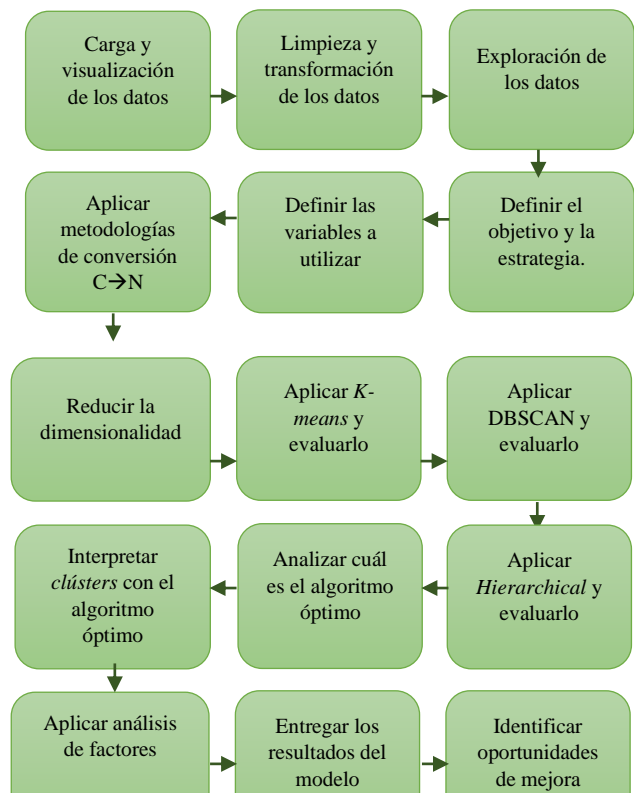 Carga y
visualización
de los datos
Limpieza y
transformación
de los datos
Exploración de
los datos
Definir el
objetivo y la
estrategia.
Definir las
variables a
utilizar
Aplicar
metodologías
de conversión
C→N
Reducir la
dimensionalidad
Aplicar K-
means y
evaluarlo
Aplicar
DBSCAN y
evaluarlo
Aplicar
Hierarchical y
evaluarlo
Analizar cuál
es el algoritmo
óptimo
Interpretar
clústers con el
algoritmo
óptimo
Aplicar análisis
de factores
Entregar los
resultados del
modelo
Identificar
oportunidades
de mejora